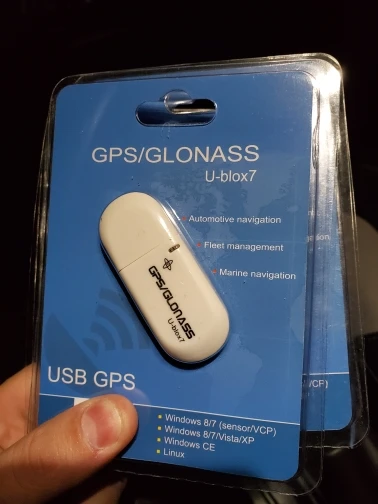 GPS/GLONASS
U-blox7
Automotive navigation
Fleet management
Marine navigation
GPS/GLONASS
U-blox7
USB GPS
Windows 8/7 (sensor/VCP)
Windows 8/7/Vista/XP
Windows CE
Linux
/CP)